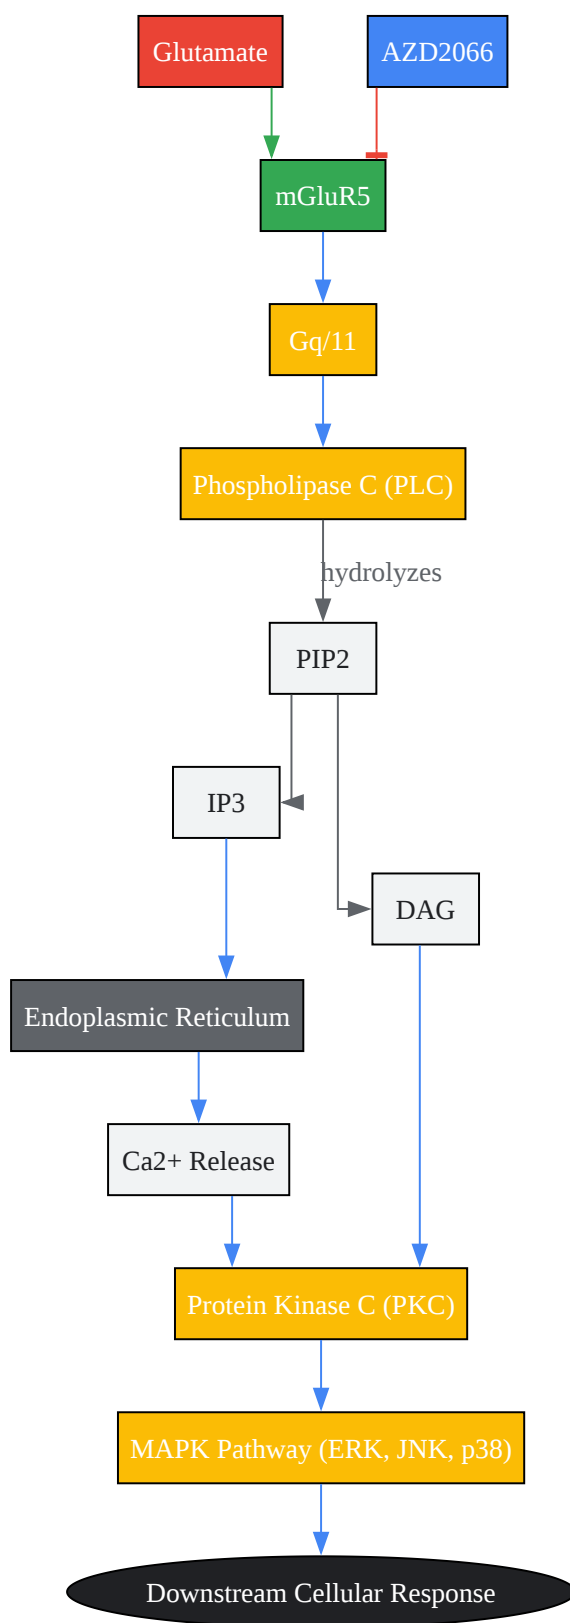 Glutamate
AZD2066
mGluR5
Gq/11
Phospholipase C (PLC)
hydrolyzes
PIP2
IP3
DAG
Endoplasmic Reticulum
Ca2+ Release
Protein Kinase C (PKC)
MAPK Pathway (ERK, JNK, p38)
Downstream Cellular Response